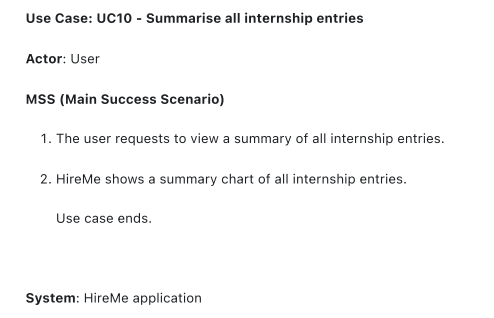 Use Case: UC10 - Summarise all internship entries
Actor: User
MSS (Main Success Scenario)
1. The user requests to view a summary of all internship entries.
2. HireMe shows a summary chart of all internship entries.
Use case ends.
System: HireMe application